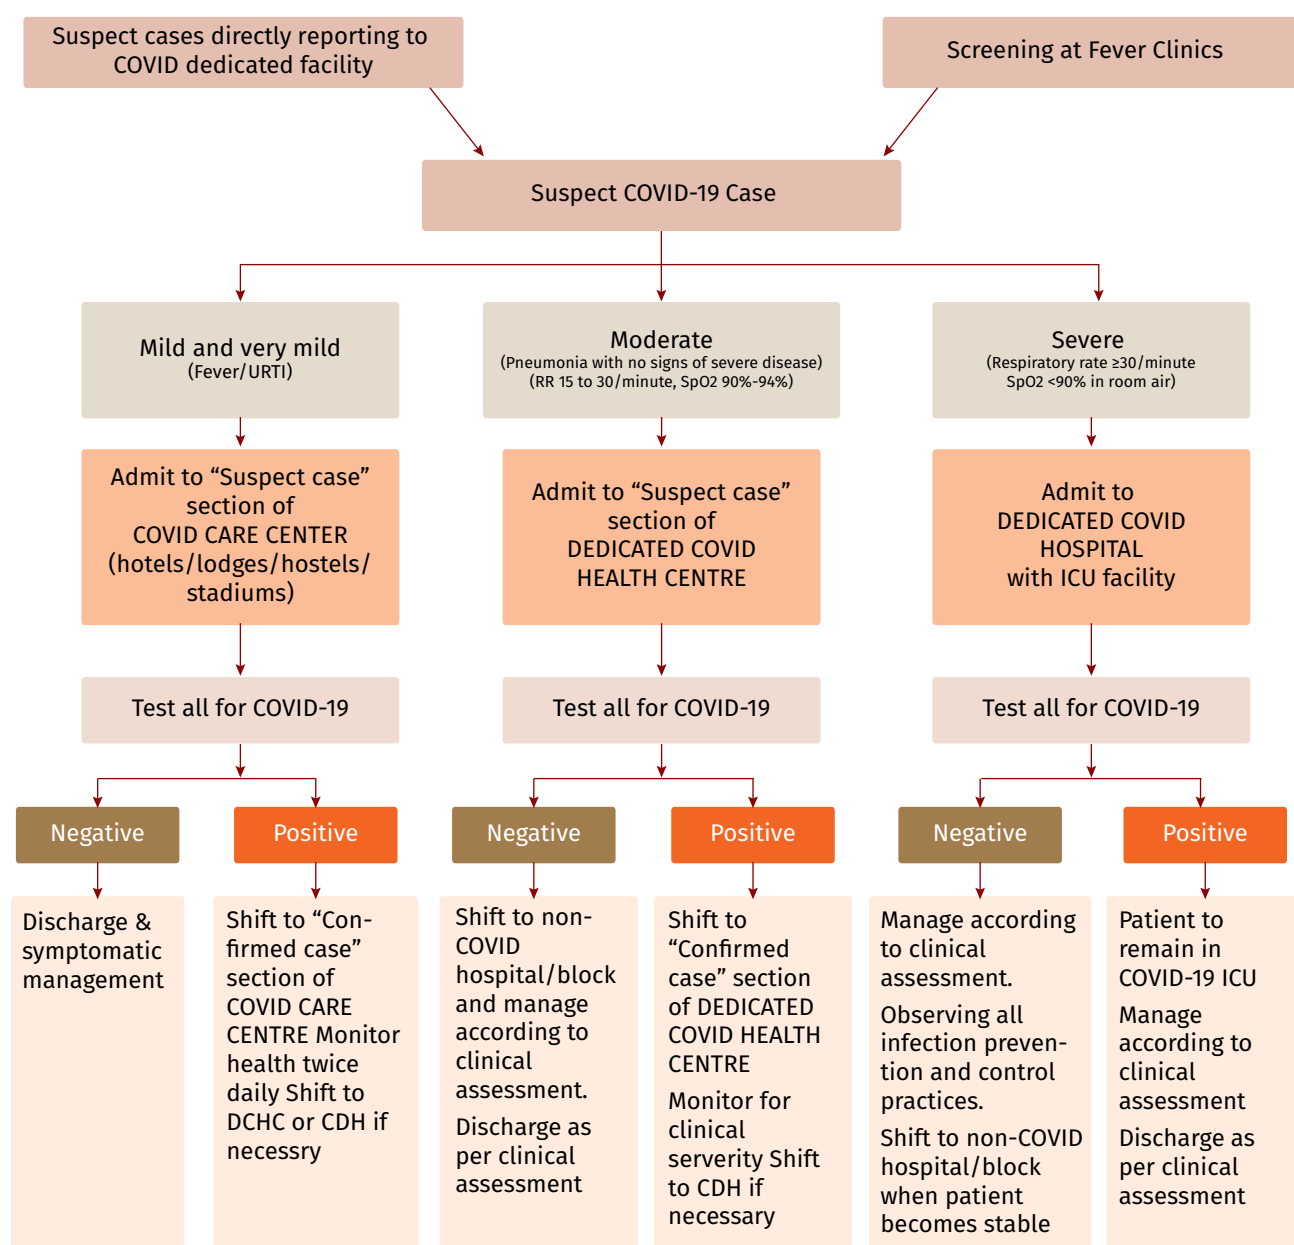 Suspect cases directly reporting to
COVID dedicated facility
Screening at Fever Clinics
Suspect COVID-19 Case
Mild and very mild
(Fever/URTI)
Moderate
(Pneumonia with no signs of severe disease)
(RR 15 to 30/minute, SpO2 90%-94%)
Severe
(Respiratory rate ≥30/minute
SpO2 <90% in room air)
Admit to “Suspect case”
section of
COVID CARE CENTER
(hotels/lodges/hostels/
stadiums)
Admit to “Suspect case”
section of
DEDICATED COVID
HEALTH CENTRE
Admit to
DEDICATED COVID
HOSPITAL
with ICU facility
Test all for COVID-19
Test all for COVID-19
Test all for COVID-19
Negative
Positive
Negative
Positive
Negative
Positive
Discharge &
symptomatic
management
Shift to “Con-
firmed case”
section of
COVID CARE
CENTRE Monitor
health twice
daily Shift to
DCHC or CDH if
necessry
Shift to non-
COVID
hospital/block
and manage
according to
clinical
assessment.
Discharge as
per clinical
assessment
Shift to
“Confirmed
case” section
of DEDICATED
COVID HEALTH
CENTRE
Monitor for
clinical
serverity Shift
to CDH if
necessary
Manage according
to clinical
assessment.
Observing all
infection preven-
tion and control
practices.
Shift to non-COVID
hospital/block
when patient
becomes stable
Patient to
remain in
COVID-19 ICU
Manage
according to
clinical
assessment
Discharge as
per clinical
assessment